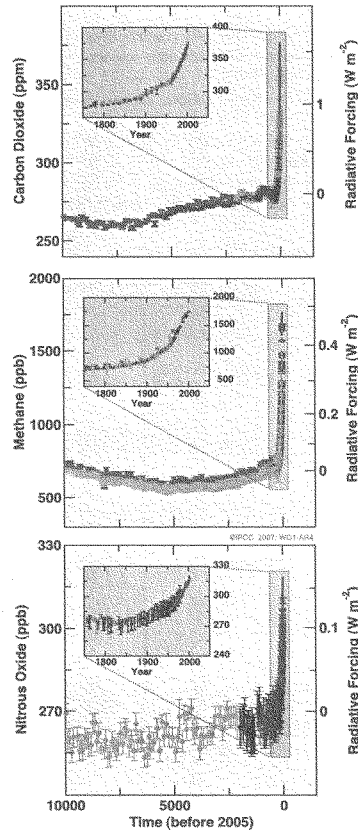 Carbon Dioxide (ppm)
350
300
250
400
300
1800 1900 2000
Year
1
0
Radiative Forcing (W m⁻²)
Methane (ppb)
2000
1500
1000
500
2000
1500
1000
500
1800 1900 2000
Year
0.4
0.2
0
Radiative Forcing (W m⁻²)
©IPCC 2007: WG1-AR4
Nitrous Oxide (ppb)
330
300
270
330
300
270
240
1800 1900 2000
Year
0.1
0
Radiative Forcing (W m⁻²)
10000 5000 0
Time (before 2005)